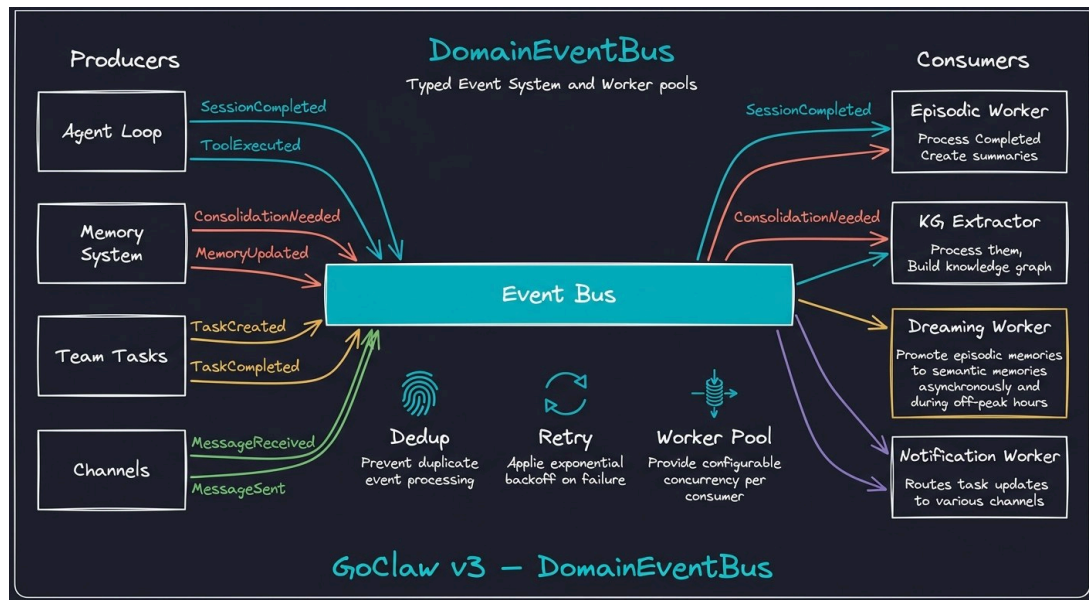 DomainEventBus
Typed Event System and Worker pools
Producers
Agent Loop
SessionCompleted
ToolExecuted
Memory
System
ConsolidationNeeded
MemoryUpdated
Team Tasks
TaskCreated
TaskCompleted
Channels
MessageReceived
MessageSent
Event Bus
Dedup
Prevent duplicate
event processing
Retry
Applie exponential
backoff on failure
Worker Pool
Provide configurable
concurrency per
consumer
Consumers
SessionCompleted
Episodic Worker
Process Completed
Create summaries
ConsolidationNeeded
KG Extractor
Process them,
Build knowledge graph
Dreaming Worker
Promote episodic memories
to semantic memories
asynchronously and
during off-peak hours
Notification Worker
Routes task updates
to various channels
GoClaw v3 — DomainEventBus